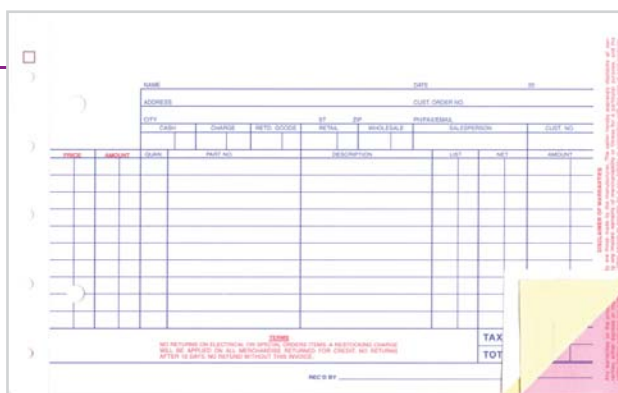 NAME DATE 20
ADDRESS CUST. ORDER NO.
CITY ST ZIP PH/FAX/EMAIL
CASH CHARGE RETD. GOODS RETAIL WHOLESALE SALESPERSON CUST. NO.
PRICE AMOUNT QUAN. PART NO. DESCRIPTION LIST NET AMOUNT
TERMS
NO RETURNS ON ELECTRICAL OR SPECIAL ORDERS ITEMS. A RESTOCKING CHARGE
WILL BE APPLIED ON ALL MERCHANDISE RETURNED FOR CREDIT. NO RETURNS
AFTER 10 DAYS. NO REFUND WITHOUT THIS INVOICE.
TAX
TOT
REC'D BY
DISCLAIMER OF WARRANTIES